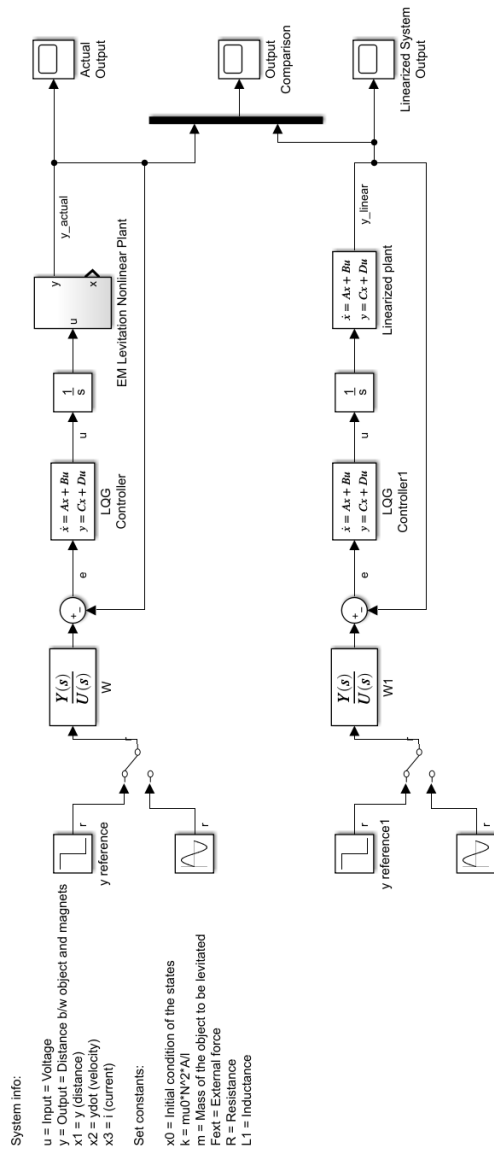 System info:
u = Input = Voltage
y = Output = Distance b/w object and magnets
x1 = y (distance)
x2 = ydot (velocity)
x3 = i (current)
Set constants:
x0 = Initial condition of the states
k = mu0*N^2*A/l
m = Mass of the object to be levitated
Fext = External force
R = Resistance
L1 = Inductance
r
y reference
r
r
Y(s)
U(s)
W
+
-
e
ẋ = Ax + Bu
y = Cx + Du
LQG
Controller
u
1
s
u
y
x
EM Levitation Nonlinear Plant
y_actual
Actual
Output
Output
Comparison
r
y reference1
r
r
Y(s)
U(s)
W1
+
-
e
ẋ = Ax + Bu
y = Cx + Du
LQG
Controller1
u
1
s
ẋ = Ax + Bu
y = Cx + Du
Linearized plant
y_linear
Linearized System
Output